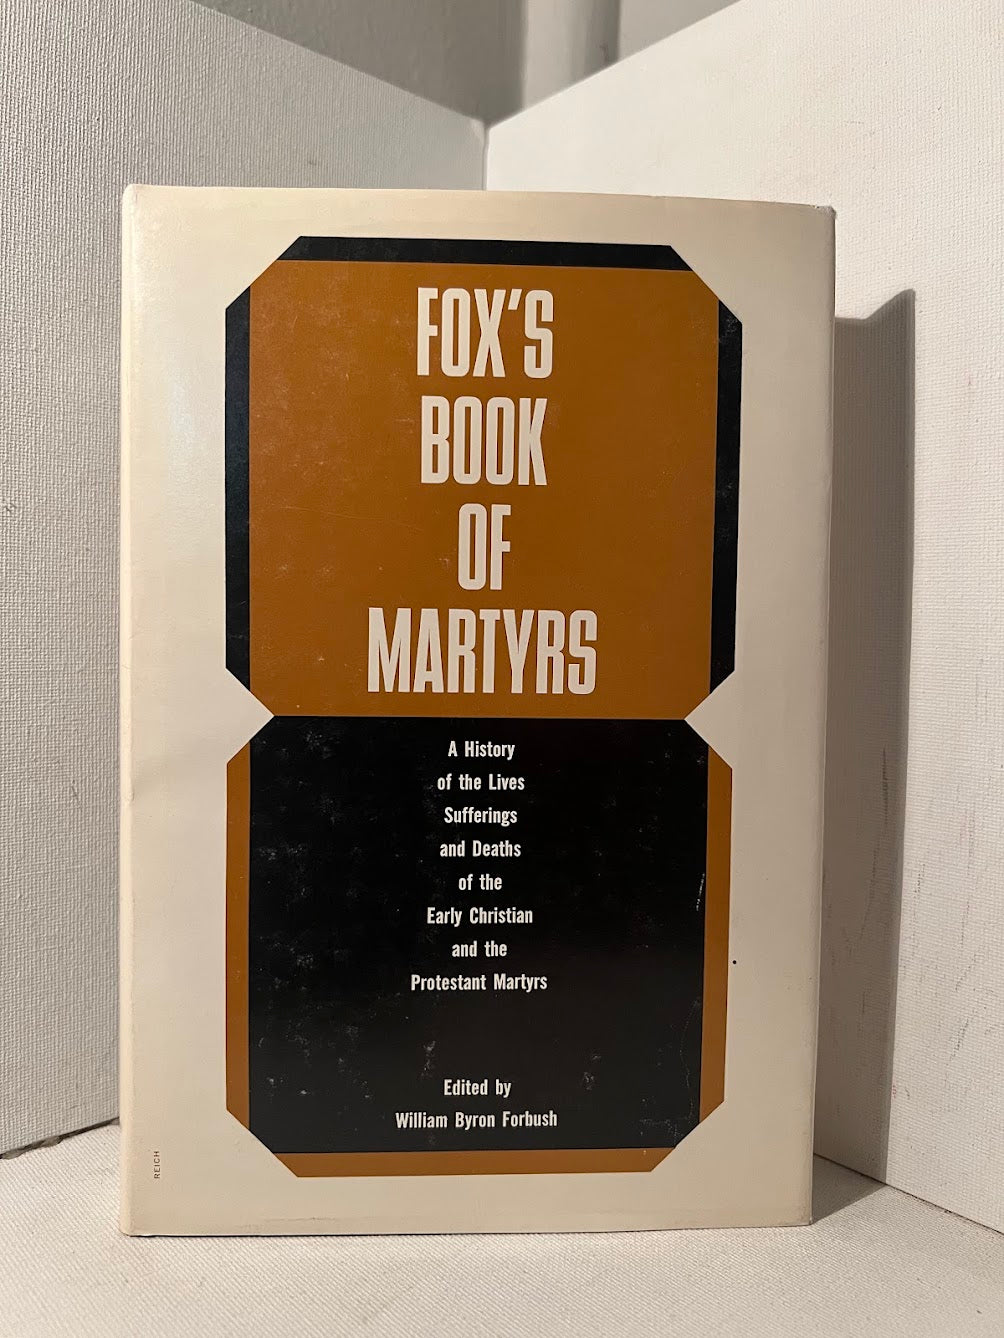 FOX'S
BOOK
OF
MARTYRS
A History
of the Lives
Sufferings
and Deaths
of the
Early Christian
and the
Protestant Martyrs
Edited by
William Byron Forbush
REICH